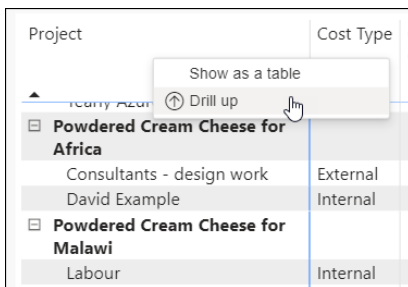 Project Cost Type
Show as a table
Drill up
Powdered Cream Cheese for
Africa
Consultants - design work External
David Example Internal
Powdered Cream Cheese for
Malawi
Labour Internal